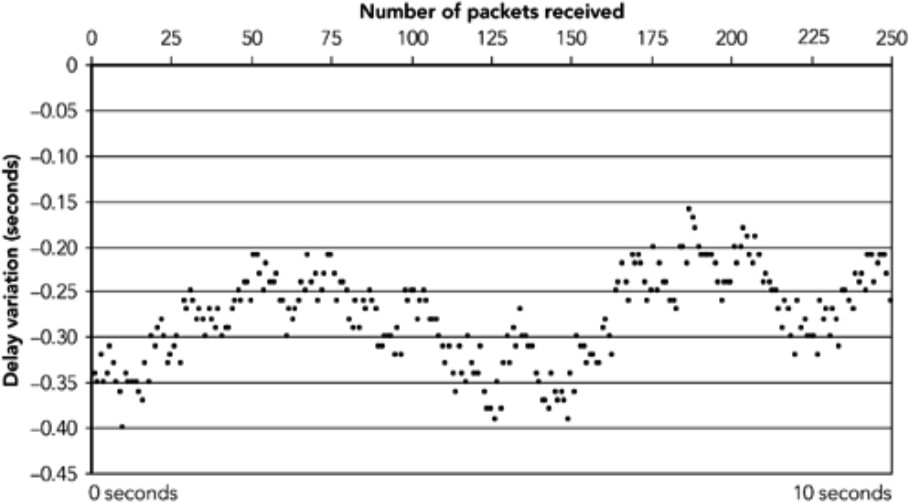 Number of packets received
0 25 50 75 100 125 150 175 200 225 250
Delay variation (seconds)
0
–0.05
–0.10
–0.15
–0.20
–0.25
–0.30
–0.35
–0.40
–0.45
0 seconds 10 seconds